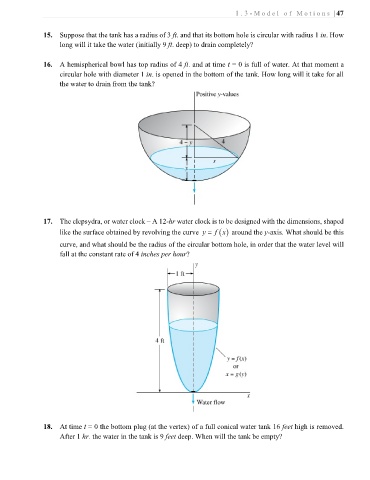 1.3-Model of Motions | 47
15. Suppose that the tank has a radius of 3 ft. and that its bottom hole is circular with radius 1 in. How
long will it take the water (initially 9 ft. deep) to drain completely?
16. A hemispherical bowl has top radius of 4 ft. and at time t = 0 is full of water. At that moment a
circular hole with diameter 1 in. is opened in the bottom of the tank. How long will it take for all
the water to drain from the tank?
Positive y-values
4 - y
4
r
y
17. The clepsydra, or water clock – A 12-hr water clock is to be designed with the dimensions, shaped
like the surface obtained by revolving the curve y = f(x) around the y-axis. What should be this
curve, and what should be the radius of the circular bottom hole, in order that the water level will
fall at the constant rate of 4 inches per hour?
y
1 ft
4 ft
y = f(x)
or
x = g(y)
x
Water flow
18. At time t = 0 the bottom plug (at the vertex) of a full conical water tank 16 feet high is removed.
After 1 hr. the water in the tank is 9 feet deep. When will the tank be empty?